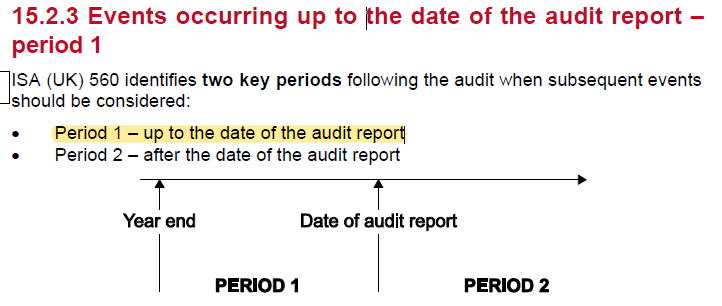 15.2.3 Events occurring up to the date of the audit report –
period 1
ISA (UK) 560 identifies two key periods following the audit when subsequent events
should be considered:
• Period 1 – up to the date of the audit report
• Period 2 – after the date of the audit report
Year end Date of audit report
PERIOD 1 PERIOD 2